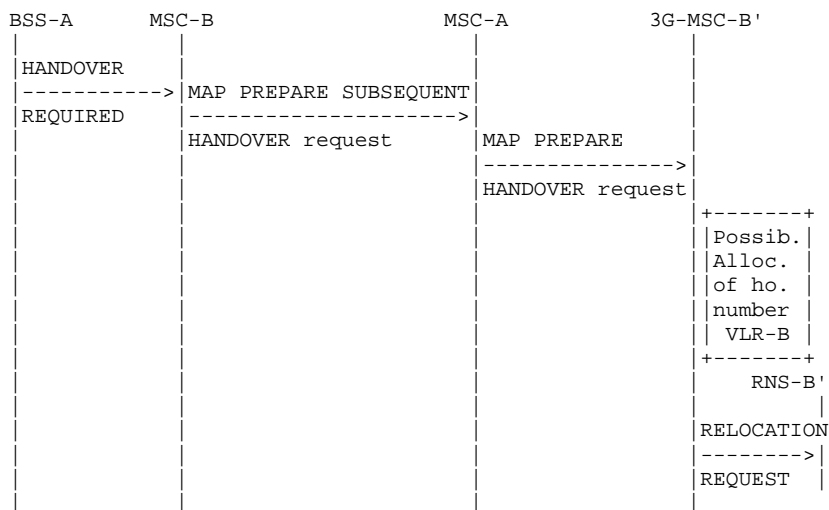 BSS-A MSC-B MSC-A 3G-MSC-B'
HANDOVER
MAP PREPARE SUBSEQUENT
REQUIRED
HANDOVER request MAP PREPARE
HANDOVER request
Possib.
Alloc.
of ho.
number
VLR-B
RNS-B'
RELOCATION
REQUEST